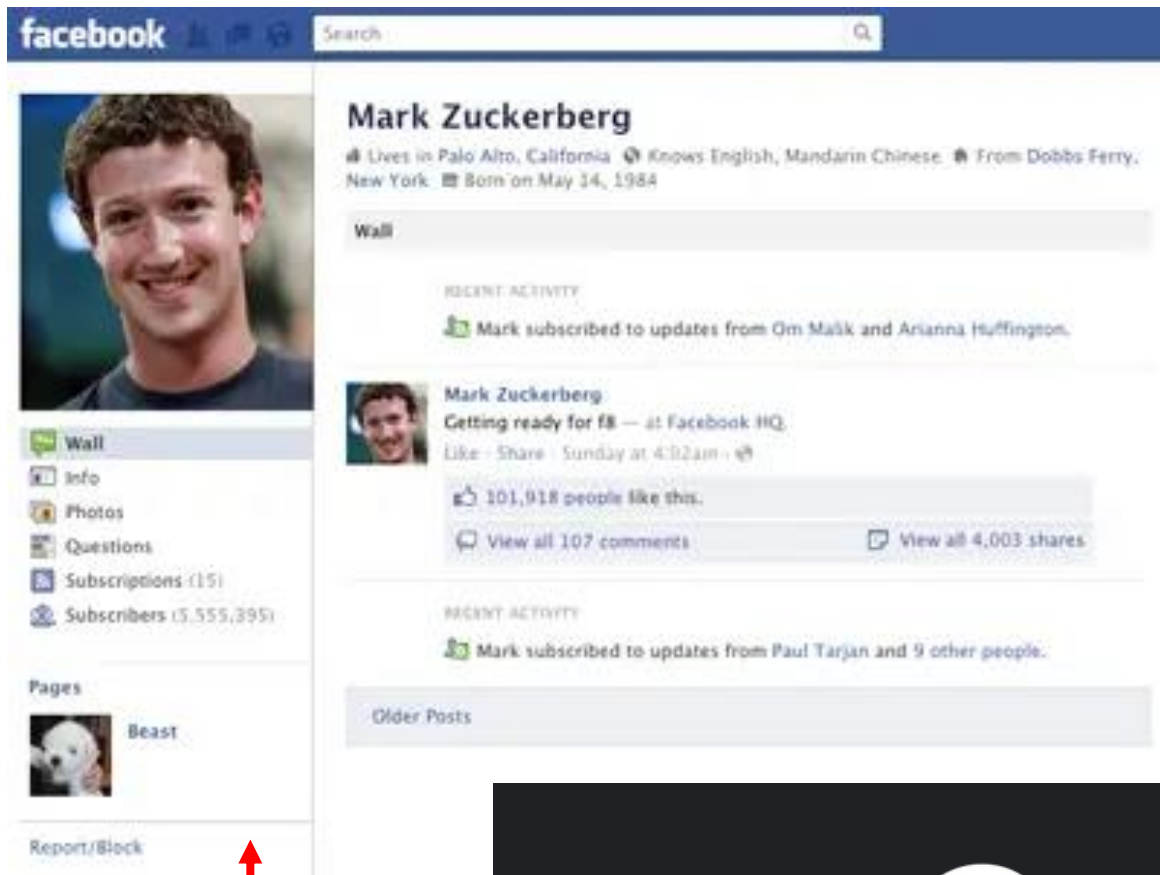 facebook
Search
Mark Zuckerberg
Lives in Palo Alto, California Knows English, Mandarin Chinese From Dobbs Ferry,
New York Born on May 14, 1984
Wall
RECENT ACTIVITY
Mark subscribed to updates from Om Malik and Arianna Huffington.
Mark Zuckerberg
Getting ready for f8 — at Facebook HQ.
Like · Share · Sunday at 4:02am ·
101,918 people like this.
View all 107 comments
View all 4,003 shares
RECENT ACTIVITY
Mark subscribed to updates from Paul Tarjan and 9 other people.
Older Posts
Wall
Info
Photos
Questions
Subscriptions (15)
Subscribers (5,555,395)
Pages
Beast
Report/Block